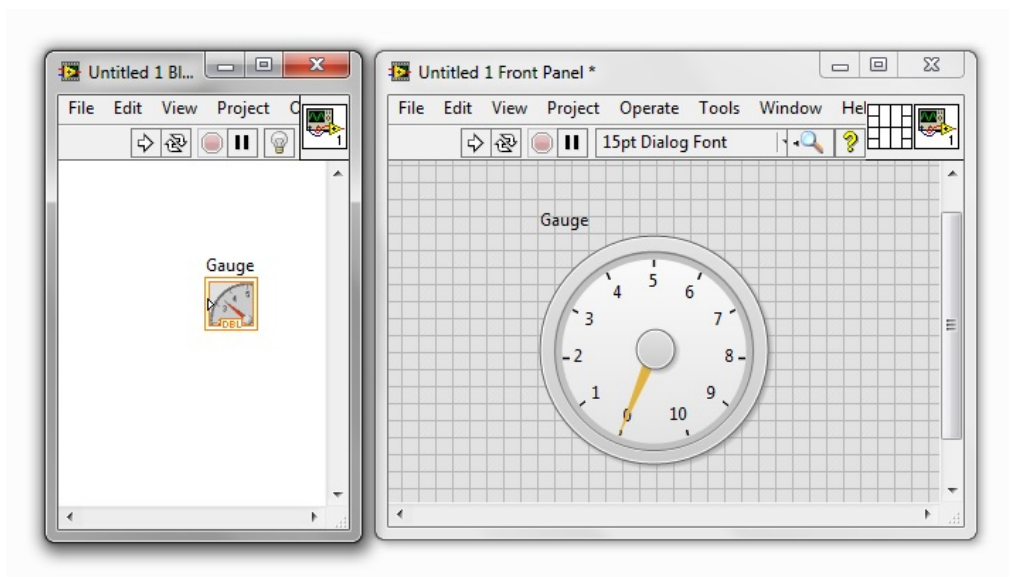 Untitled 1 Bl...
File Edit View Project O
1
Gauge
DBL
Untitled 1 Front Panel *
File Edit View Project Operate Tools Window Hel
15pt Dialog Font
?
1
Gauge
0
1
2
3
4
5
6
7
8
9
10